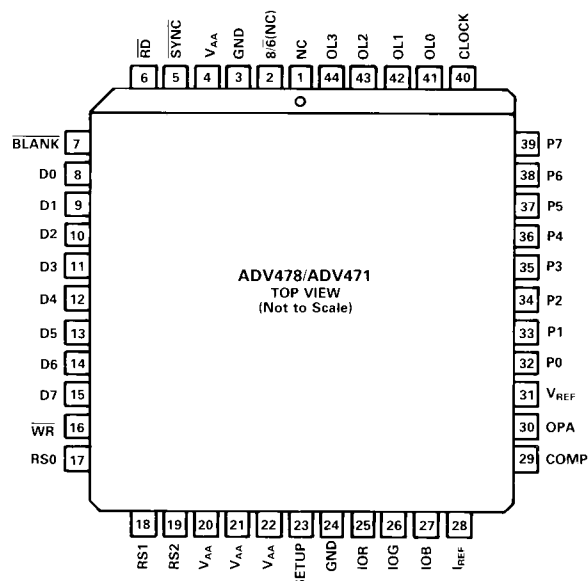 R̅D̅
S̅Y̅N̅C̅
VAA
GND
8/6̅(NC)
NC
OL3
OL2
OL1
OL0
CLOCK
6
5
4
3
2
1
44
43
42
41
40
B̅L̅A̅N̅K̅ 7
D0 8
D1 9
D2 10
D3 11
D4 12
D5 13
D6 14
D7 15
W̅R̅ 16
RS0 17
ADV478/ADV471
TOP VIEW
(Not to Scale)
39 P7
38 P6
37 P5
36 P4
35 P3
34 P2
33 P1
32 P0
31 VREF
30 OPA
29 COMP
18
19
20
21
22
23
24
25
26
27
28
RS1
RS2
VAA
VAA
VAA
SETUP
GND
IOR
IOG
IOB
IREF